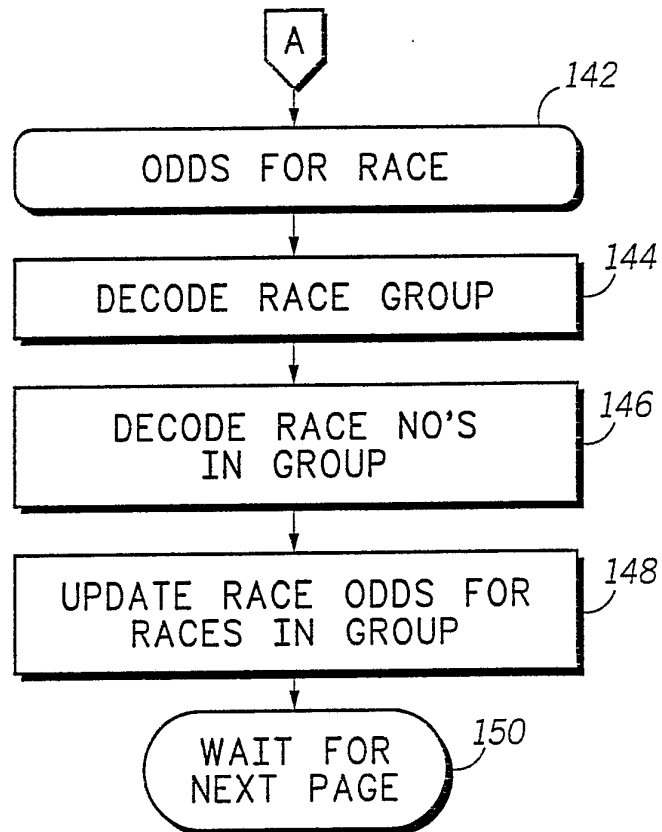 A
142
ODDS FOR RACE
144
DECODE RACE GROUP
146
DECODE RACE NO'S
IN GROUP
148
UPDATE RACE ODDS FOR
RACES IN GROUP
150
WAIT FOR
NEXT PAGE